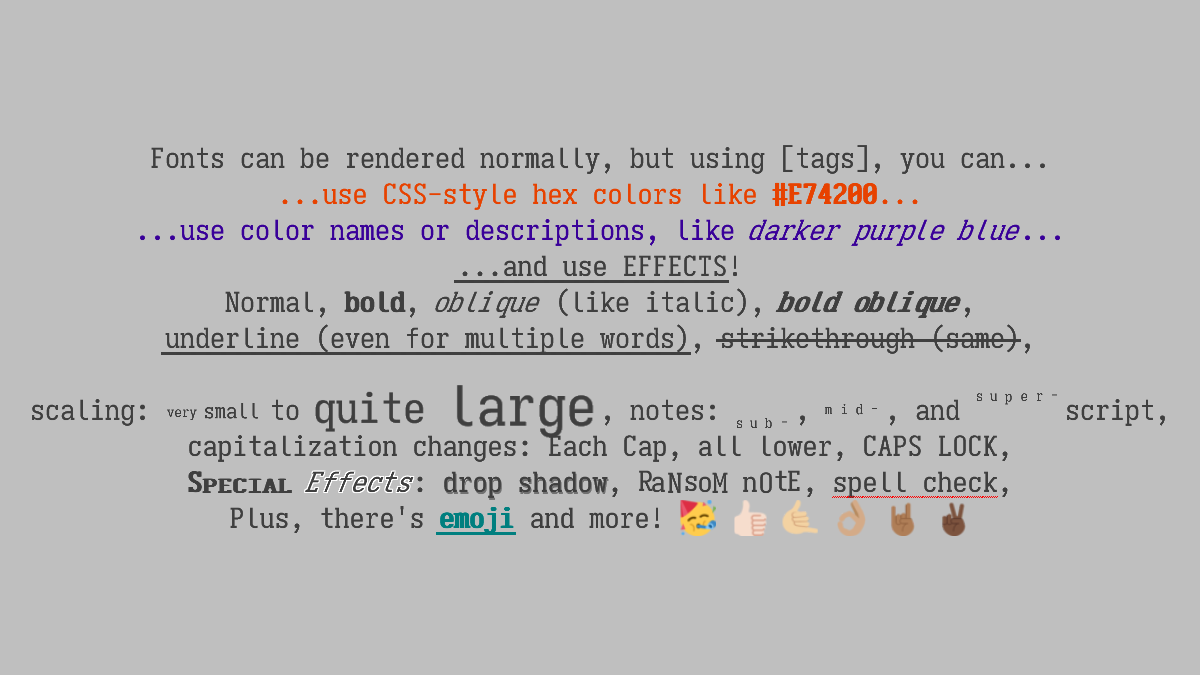 Fonts can be rendered normally, but using [tags], you can...
...use CSS-style hex colors like #E74200...
...use color names or descriptions, like darker purple blue...
...and use EFFECTS!
Normal, bold, oblique (like italic), bold oblique,
underline (even for multiple words), strikethrough (same),
scaling: very small to quite large, notes: sub-, mid-, and super-script,
capitalization changes: Each Cap, all lower, CAPS LOCK,
Special Effects: drop shadow, RaNsoM nOtE, spell check,
Plus, there's emoji and more! 🥳 👍🏻 🤙🏼 👌🏽 🤘🏾 ✌🏿